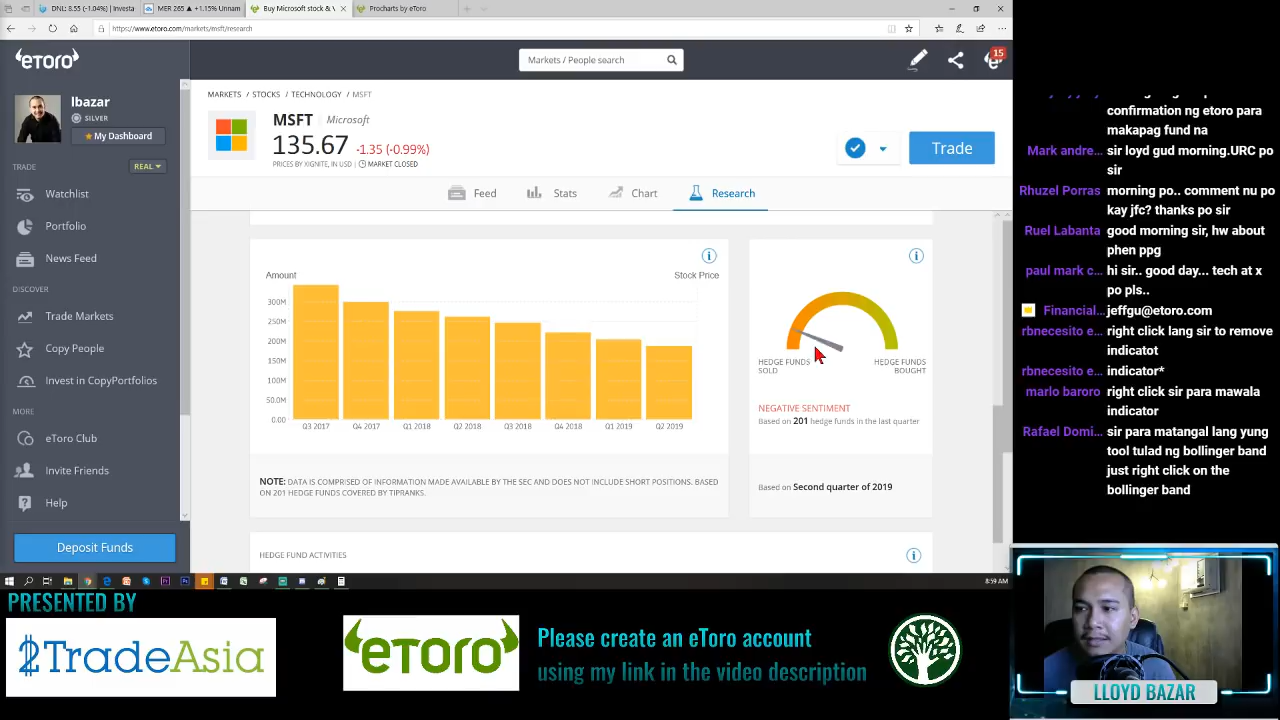 DNL: 8.55 (-1.04%) | Investa
MER 265 ▲ +1.15% Unnam
Buy Microsoft stock & V
Procharts by eToro
https://www.etoro.com/markets/msft/research
eToro
Markets / People search
15
lbazar
SILVER
★ My Dashboard
TRADE
REAL
Watchlist
Portfolio
News Feed
DISCOVER
Trade Markets
Copy People
Invest in CopyPortfolios
MORE
eToro Club
Invite Friends
Help
Deposit Funds
MARKETS / STOCKS / TECHNOLOGY / MSFT
MSFT Microsoft
135.67 -1.35 (-0.99%)
PRICES BY XIGNITE, IN USD | MARKET CLOSED
Trade
Feed
Stats
Chart
Research
Amount
Stock Price
300M
250M
200M
150M
100M
50.0M
0.00
Q3 2017 Q4 2017 Q1 2018 Q2 2018 Q3 2018 Q4 2018 Q1 2019 Q2 2019
NOTE: DATA IS COMPRISED OF INFORMATION MADE AVAILABLE BY THE SEC AND DOES NOT INCLUDE SHORT POSITIONS. BASED
ON 201 HEDGE FUNDS COVERED BY TIPRANKS.
HEDGE FUNDS
SOLD
HEDGE FUNDS
BOUGHT
NEGATIVE SENTIMENT
Based on 201 hedge funds in the last quarter
Based on Second quarter of 2019
HEDGE FUND ACTIVITIES
8:59 AM
confirmation ng etoro para
makapag fund na
Mark andre... sir loyd gud morning.URC po
sir
Rhuzel Porras morning po.. comment nu po
kay jfc? thanks po sir
Ruel Labanta good morning sir, hw about
phen ppg
paul mark c... hi sir.. good day... tech at x
po pls..
Financial... jeffgu@etoro.com
rbnecesito e... right click lang sir to remove
indicatot
rbnecesito e... indicator*
marlo baroro right click sir para mawala
indicator
Rafael Domi... sir para matangal lang yung
tool tulad ng bollinger band
just right click on the
bollinger band
PRESENTED BY
2TradeAsia
eToro
Please create an eToro account
using my link in the video description
LLOYD BAZAR